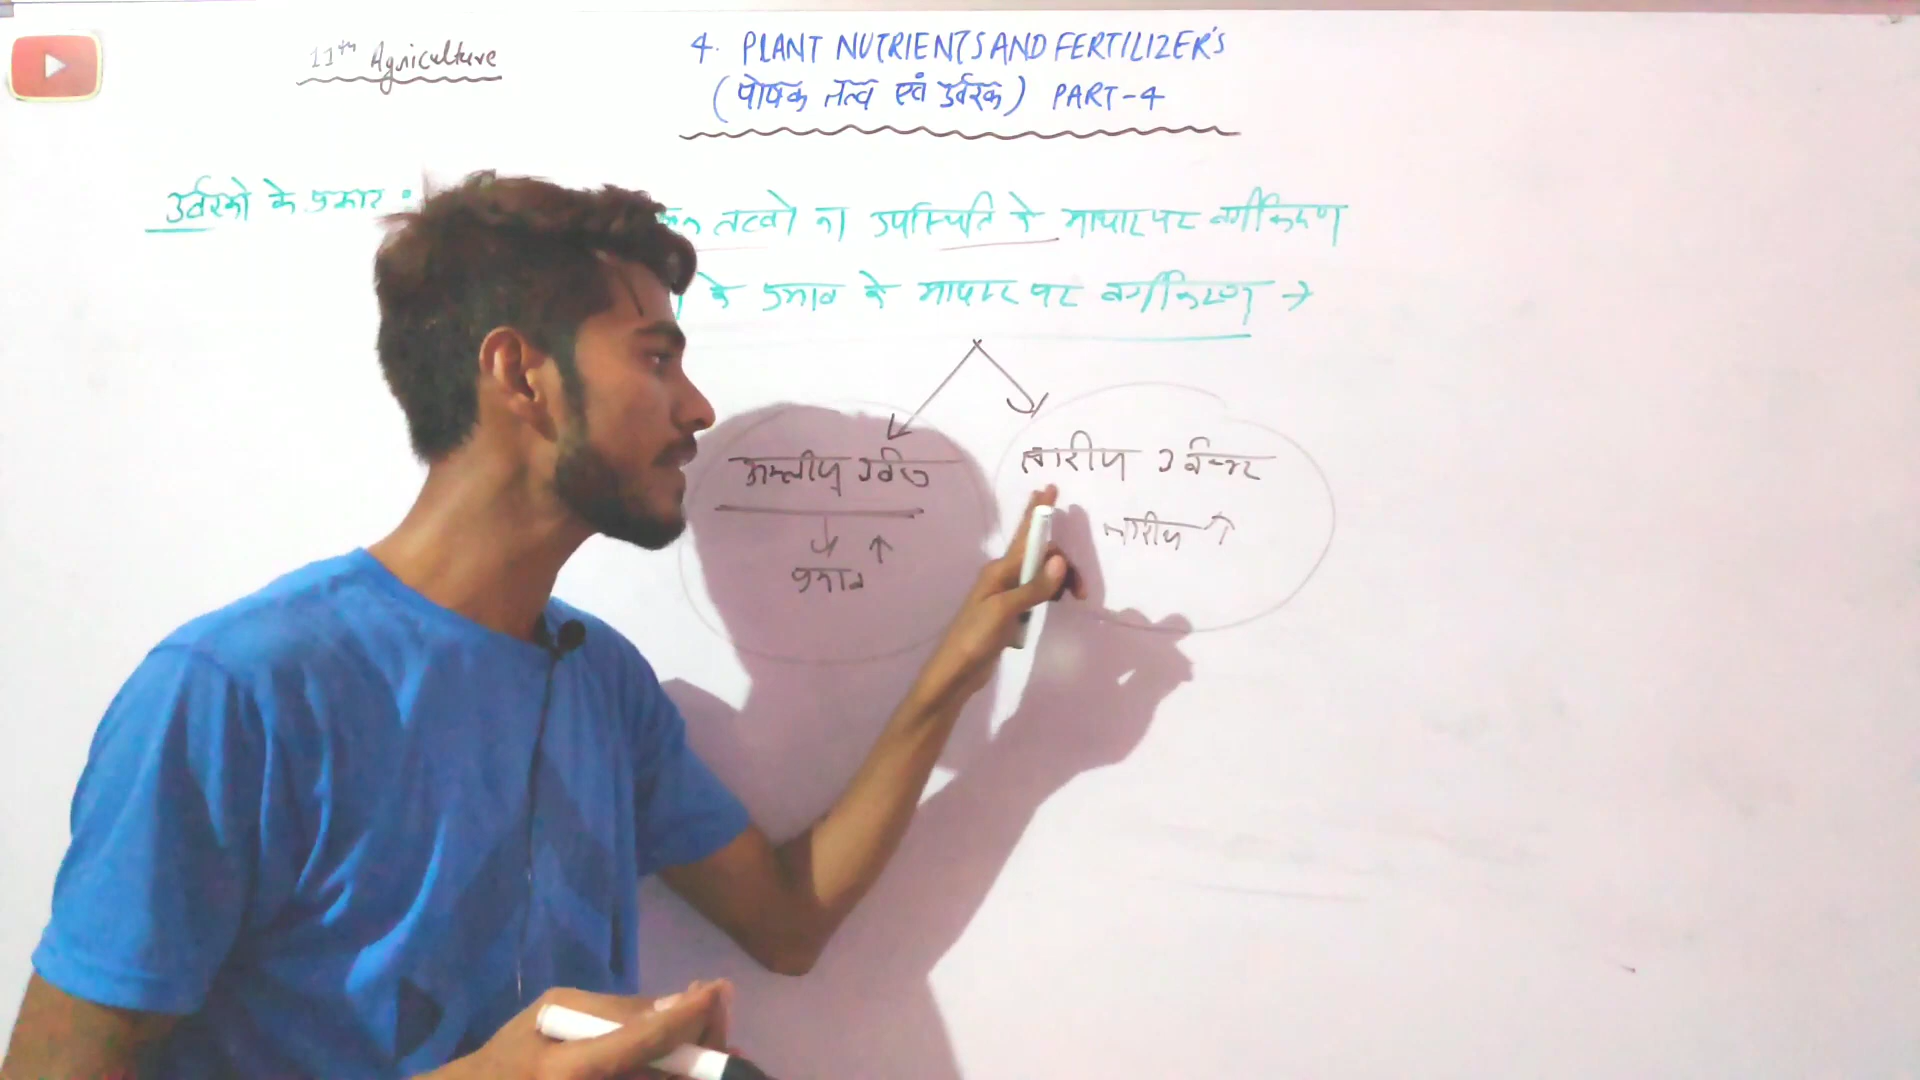 11th Agriculture
4. PLANT NUTRIENTS AND FERTILIZER'S
(पोषक तत्व एवं उर्वरक) PART-4
उर्वरको के प्रकार :
तत्वो की उपस्थिति के आधार पर वर्गीकरण
के प्रभाव के आधार पर वर्गीकरण →
अम्लीय उर्वरक
क्षारीय उर्वरक
प्रभाव ↑
क्षारीय ↑